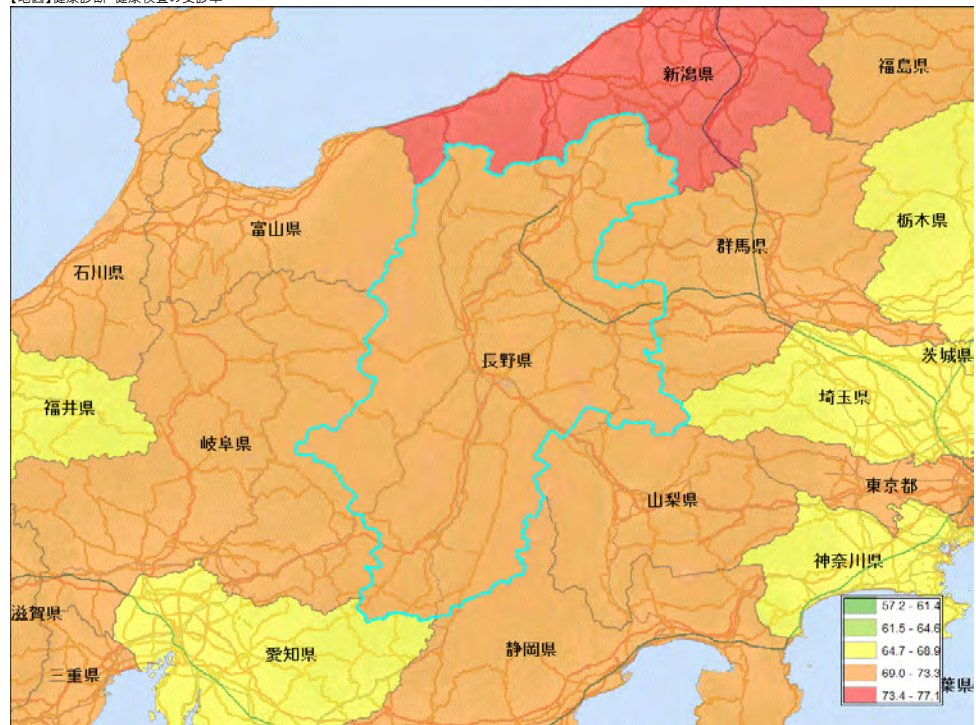 新潟県
福島県
富山県
群馬県
栃木県
石川県
長野県
茨城県
福井県
埼玉県
岐阜県
山梨県
東京都
神奈川県
滋賀県
愛知県
静岡県
三重県
葉県
57.2 - 61.4
61.5 - 64.6
64.7 - 68.9
69.0 - 73.3
73.4 - 77.1